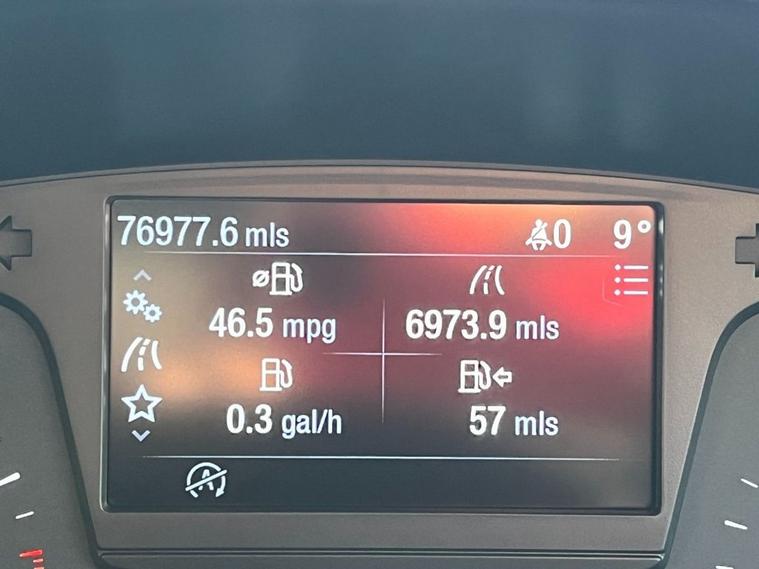 76977.6 mls 0 9°
46.5 mpg 6973.9 mls
0.3 gal/h 57 mls
A